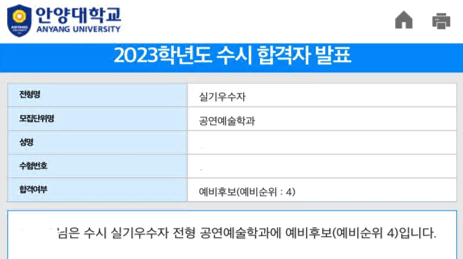 안양대학교
ANYANG UNIVERSITY
2023학년도 수시 합격자 발표
전형명 실기우수자
모집단위명 공연예술학과
성명
수험번호
합격여부 예비후보(예비순위 : 4)
님은 수시 실기우수자 전형 공연예술학과에 예비후보(예비순위 4)입니다.